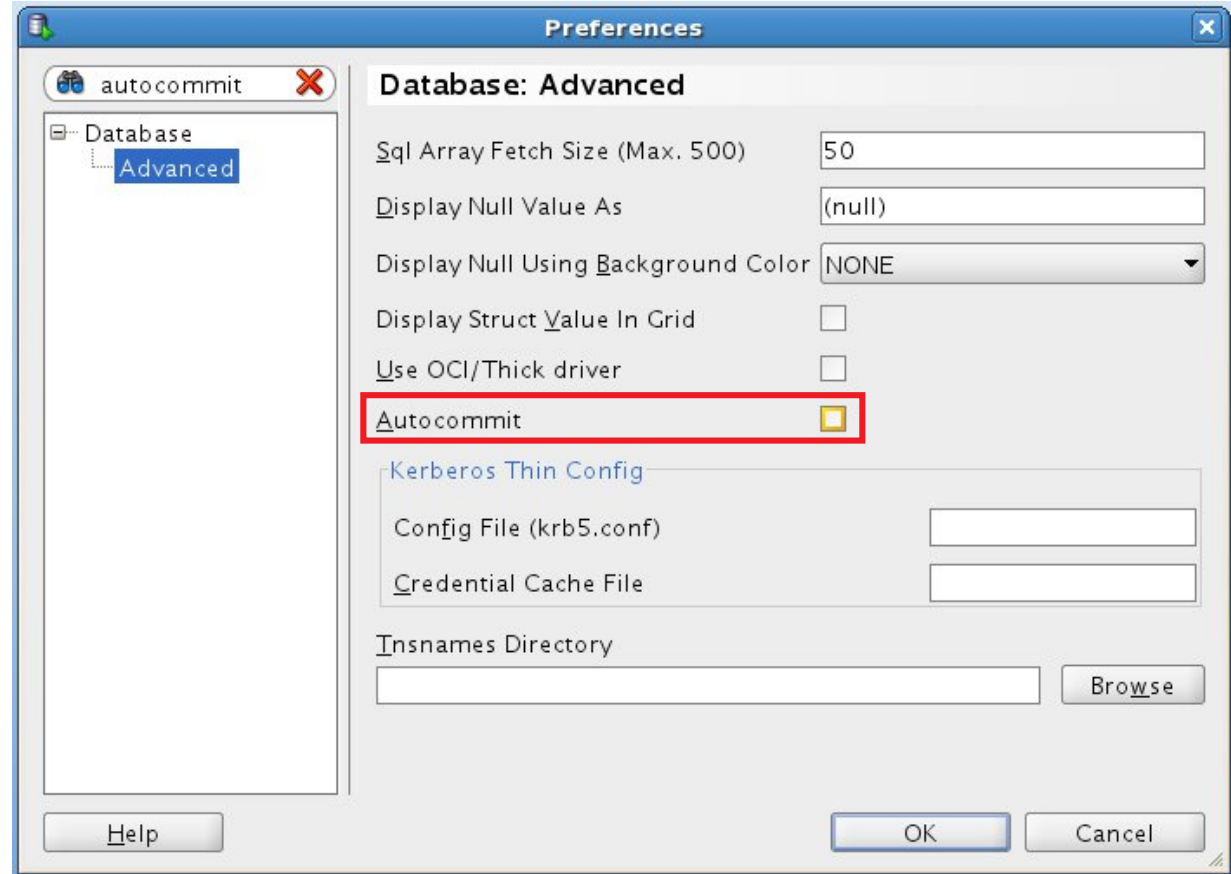 Preferences
autocommit
Database
Advanced
Database: Advanced
Sql Array Fetch Size (Max. 500) 50
Display Null Value As (null)
Display Null Using Background Color NONE
Display Struct Value In Grid
Use OCI/Thick driver
Autocommit
Kerberos Thin Config
Config File (krb5.conf)
Credential Cache File
Tnsnames Directory
Browse
Help OK Cancel